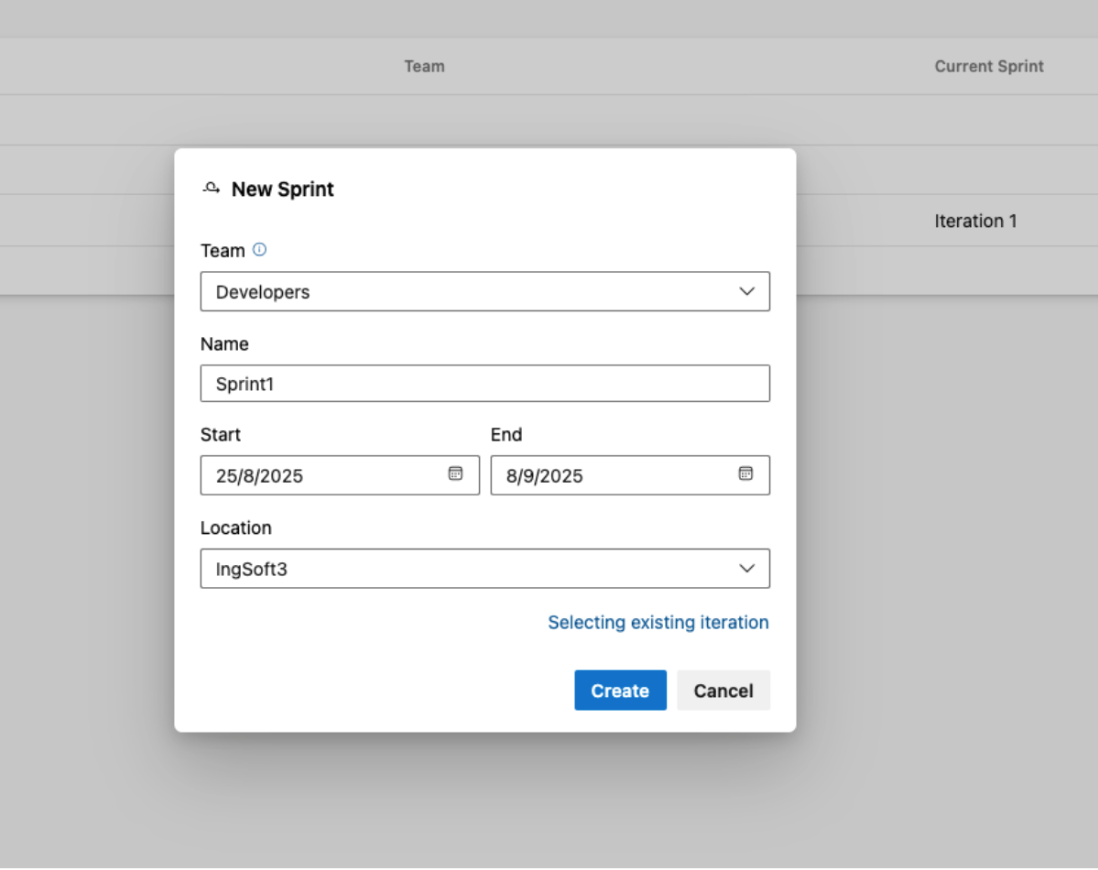 Team Current Sprint
New Sprint
Team
Iteration 1
Developers
Name
Sprint1
Start End
25/8/2025 8/9/2025
Location
IngSoft3
Selecting existing iteration
Create Cancel